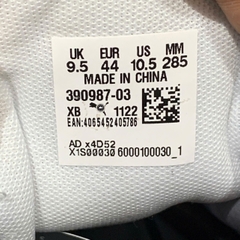 UK EUR US MM
9.5 44 10.5 285
MADE IN CHINA
390987-03
XB 1122
EAN:4065452405786
AD x4D52
X1S00030 6000100030_1